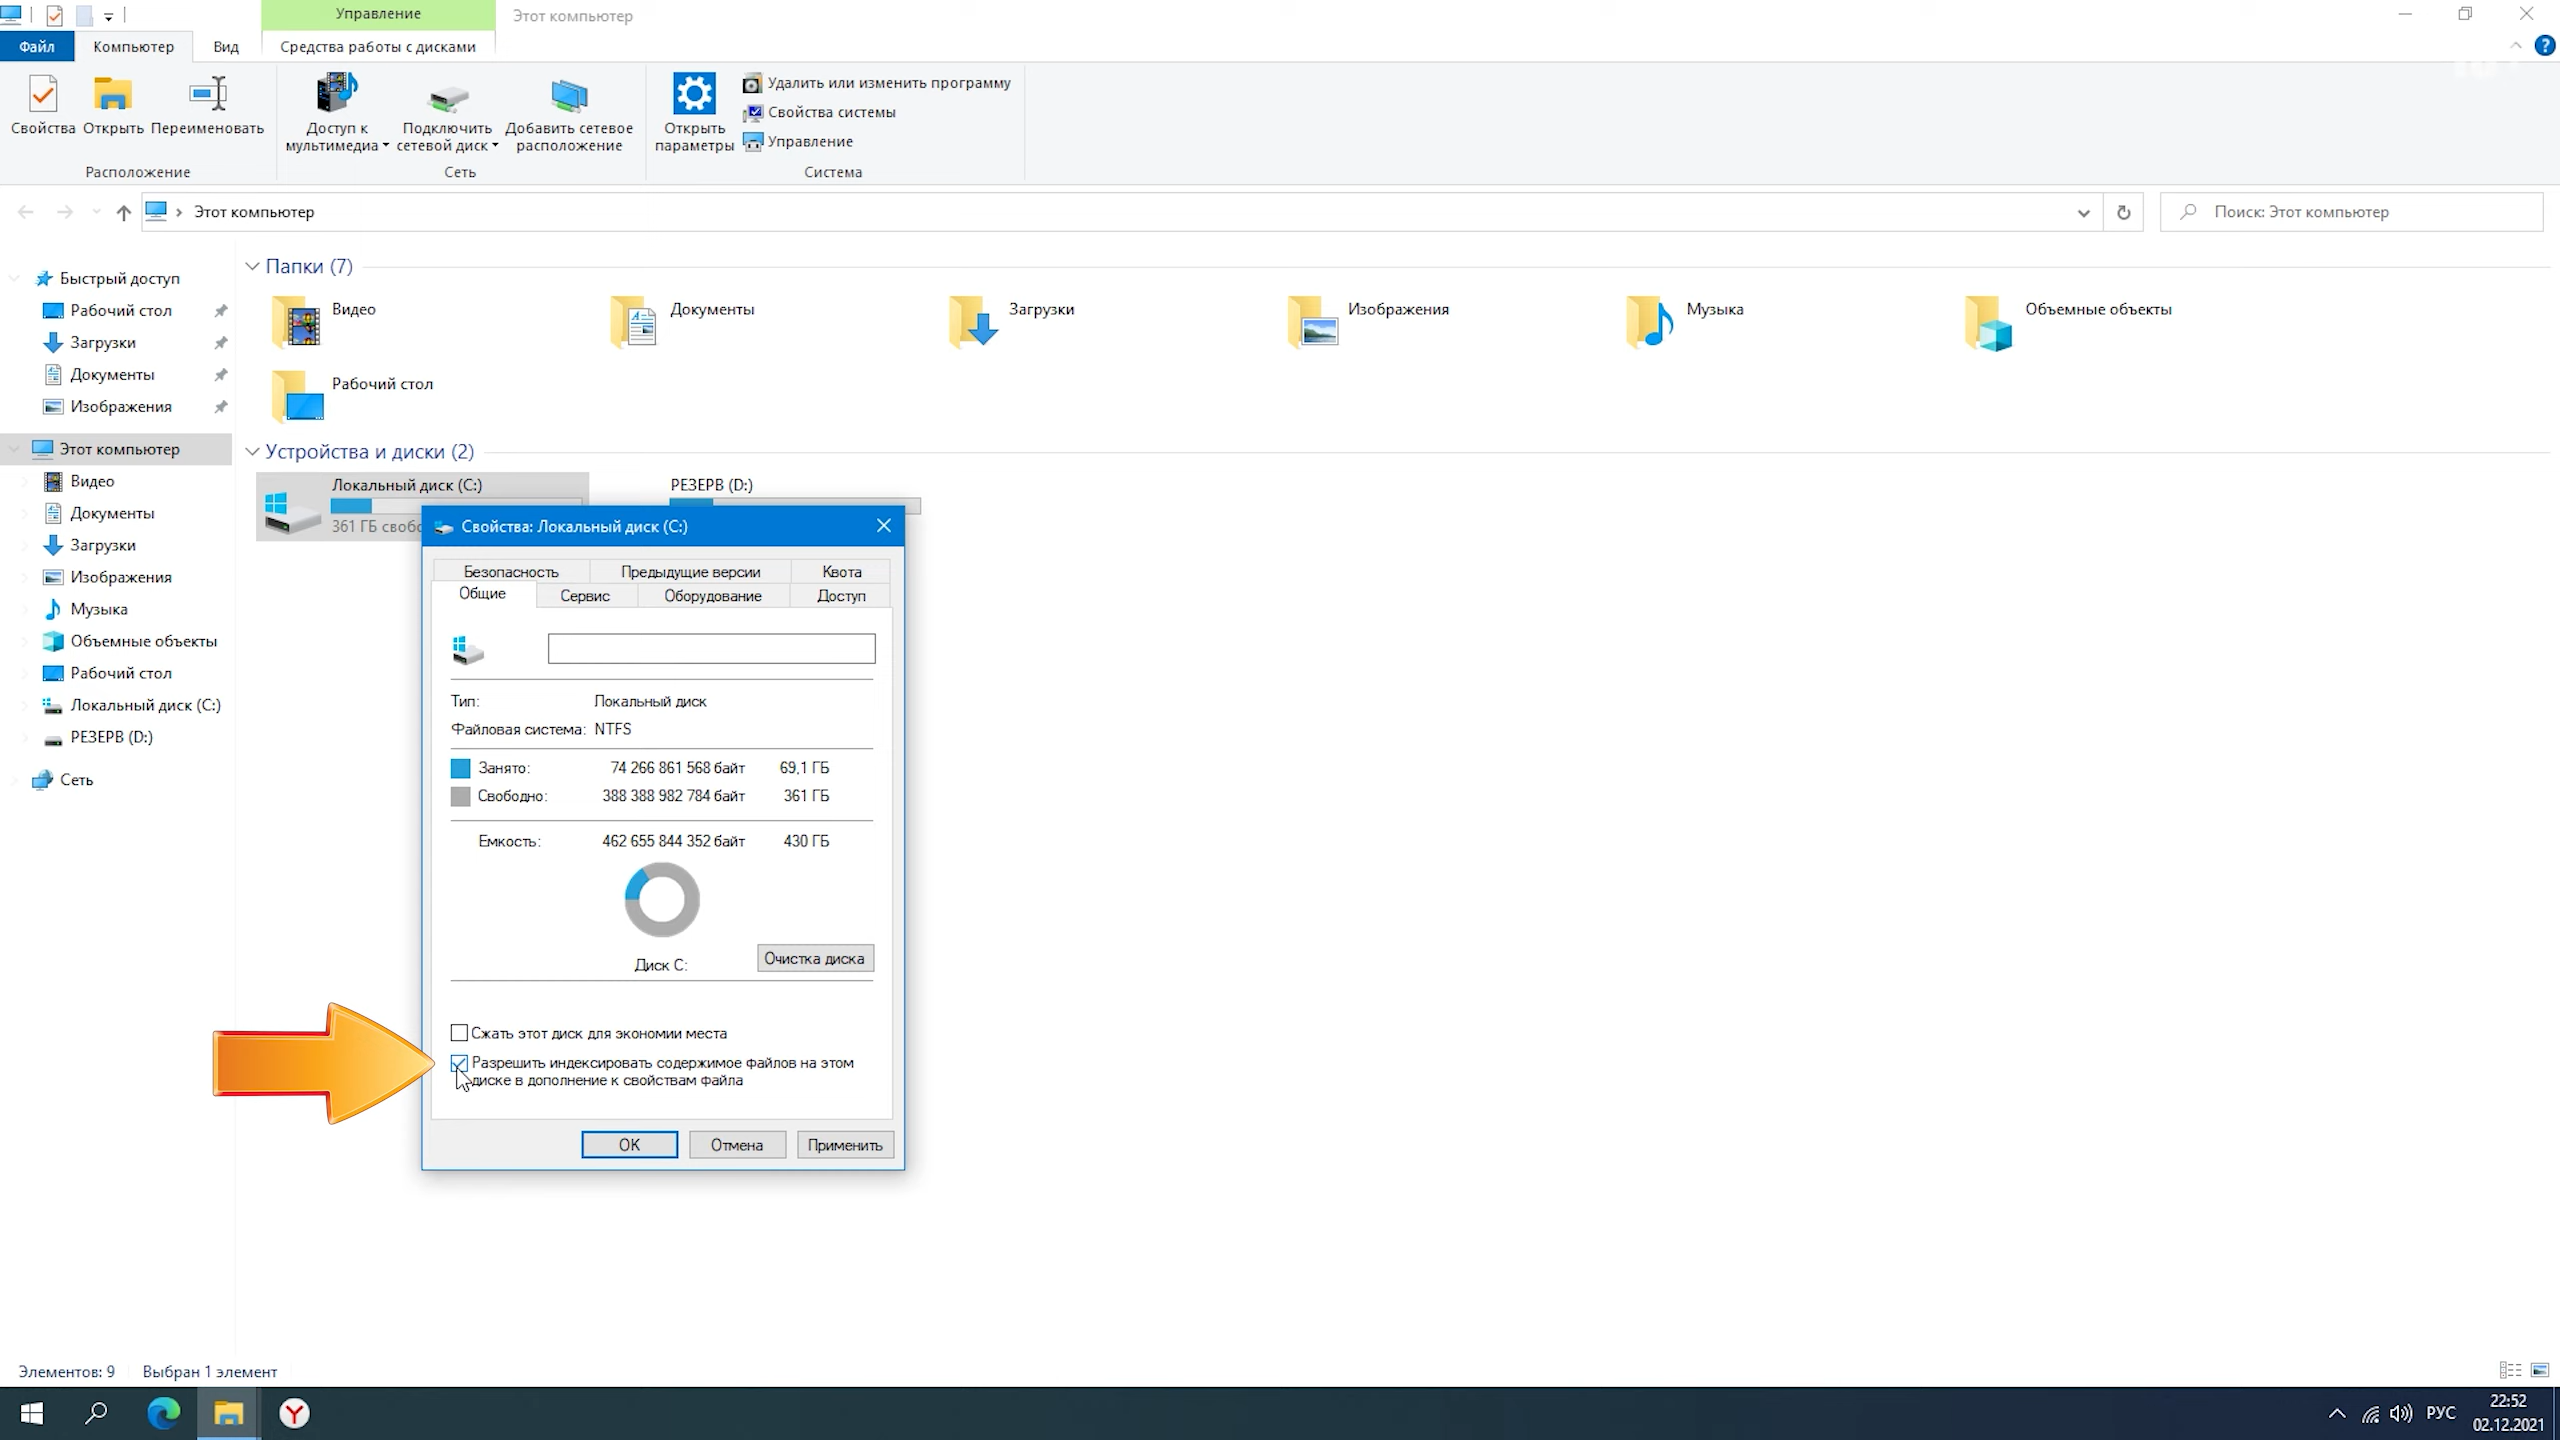 Управление
Этот компьютер
Файл
Компьютер
Вид
Средства работы с дисками
Свойства
Открыть
Переименовать
Доступ к
мультимедиа
Подключить
сетевой диск
Добавить сетевое
расположение
Открыть
параметры
Удалить или изменить программу
Свойства системы
Управление
Расположение
Сеть
Система
Этот компьютер
Поиск: Этот компьютер
Быстрый доступ
Рабочий стол
Загрузки
Документы
Изображения
Этот компьютер
Видео
Документы
Загрузки
Изображения
Музыка
Объемные объекты
Рабочий стол
Локальный диск (C:)
РЕЗЕРВ (D:)
Сеть
Папки (7)
Видео
Документы
Загрузки
Изображения
Музыка
Объемные объекты
Рабочий стол
Устройства и диски (2)
Локальный диск (C:)
361 ГБ свобо
РЕЗЕРВ (D:)
Свойства: Локальный диск (C:)
Безопасность
Предыдущие версии
Квота
Общие
Сервис
Оборудование
Доступ
Тип: Локальный диск
Файловая система: NTFS
Занято: 74 266 861 568 байт 69,1 ГБ
Свободно: 388 388 982 784 байт 361 ГБ
Емкость: 462 655 844 352 байт 430 ГБ
Диск C:
Очистка диска
Сжать этот диск для экономии места
Разрешить индексировать содержимое файлов на этом
диске в дополнение к свойствам файла
OK
Отмена
Применить
Элементов: 9
Выбран 1 элемент
РУС
22:52
02.12.2021